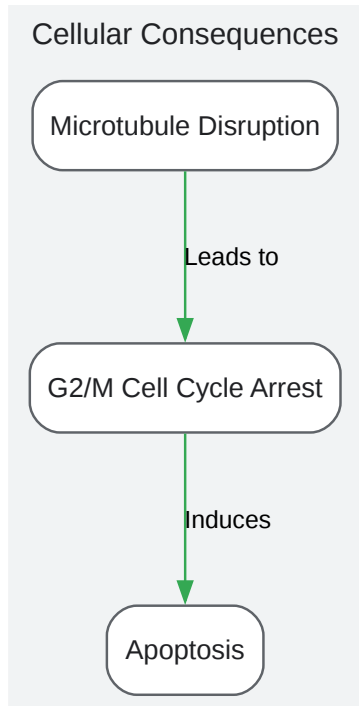 Cellular Consequences
Microtubule Disruption
Leads to
G2/M Cell Cycle Arrest
Induces
Apoptosis